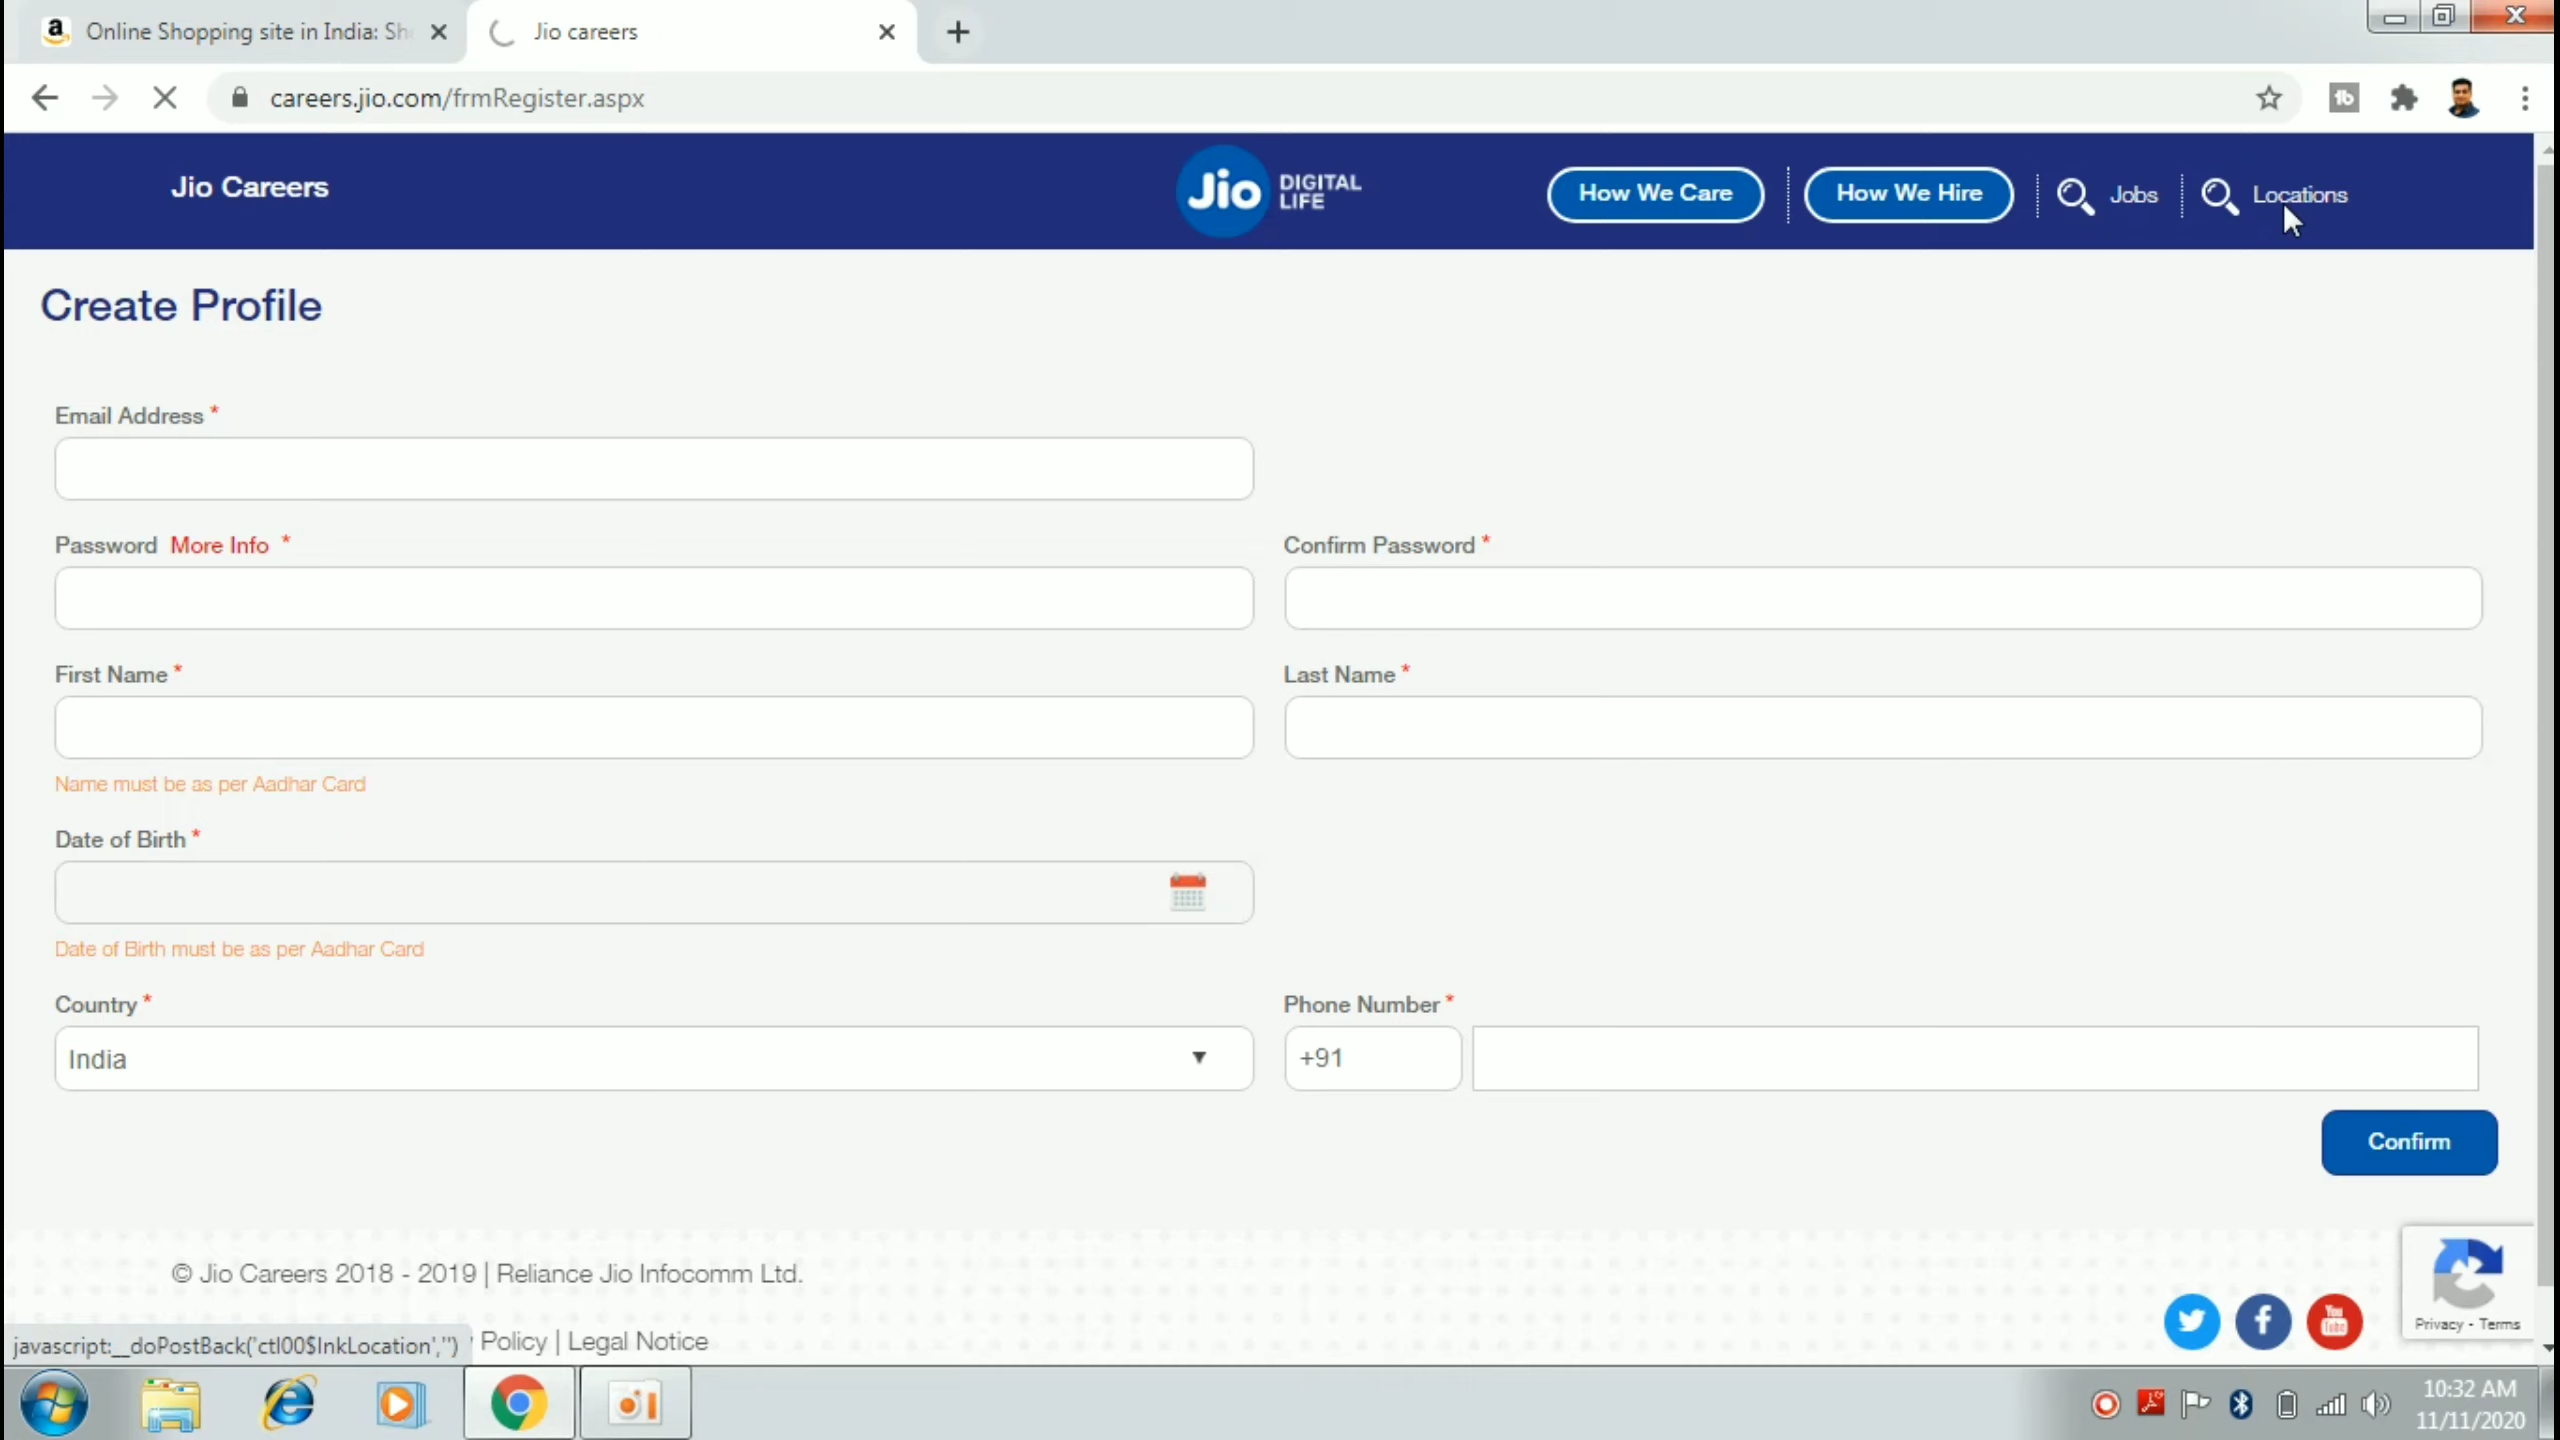 Online Shopping site in India: Sh
Jio careers
careers.jio.com/frmRegister.aspx
Jio Careers
Jio DIGITAL LIFE
How We Care
How We Hire
Jobs
Locations
Create Profile
Email Address *
Password More Info *
Confirm Password *
First Name *
Last Name *
Name must be as per Aadhar Card
Date of Birth *
Date of Birth must be as per Aadhar Card
Country *
Phone Number *
India
+91
Confirm
© Jio Careers 2018 - 2019 | Reliance Jio Infocomm Ltd.
Privacy - Terms
javascript:__doPostBack('ctl00$lnkLocation','')
Policy | Legal Notice
You Tube
10:32 AM
11/11/2020